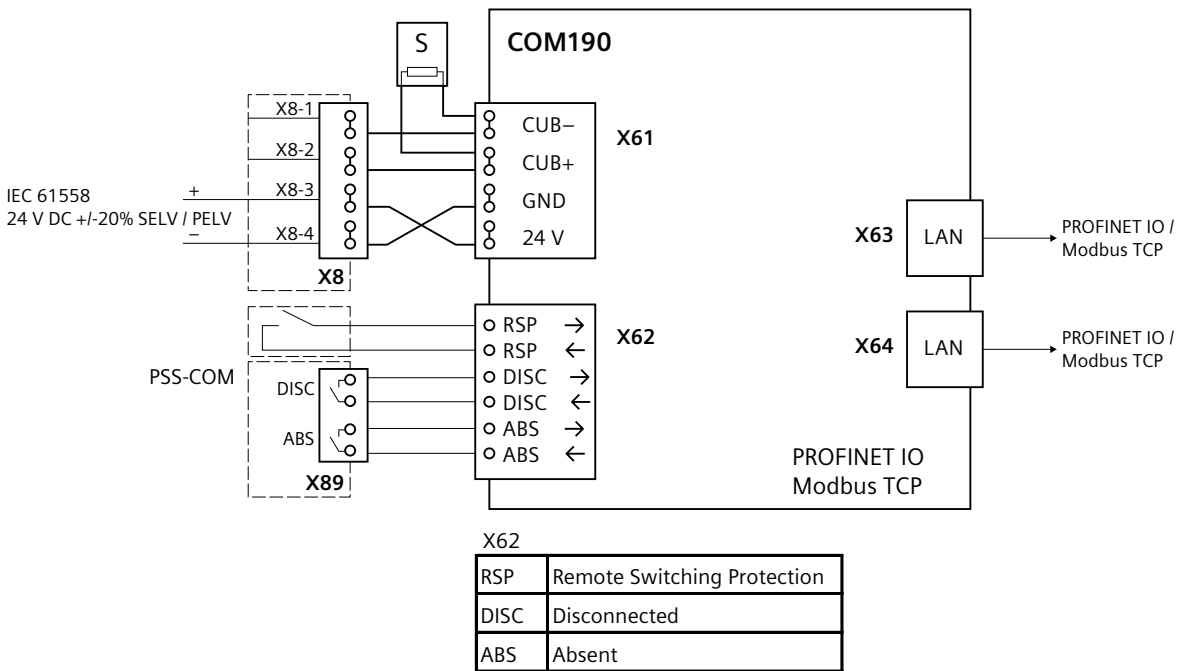 S
COM190
X8-1
X8-2
X8-3
X8-4
X8
IEC 61558
24 V DC +/-20% SELV / PELV
+
−
CUB−
CUB+
GND
24 V
X61
X63
LAN
PROFINET IO /
Modbus TCP
X64
LAN
PROFINET IO /
Modbus TCP
RSP →
RSP ←
DISC →
DISC ←
ABS →
ABS ←
X62
PSS-COM
DISC
ABS
X89
PROFINET IO
Modbus TCP
X62
RSP Remote Switching Protection
DISC Disconnected
ABS Absent